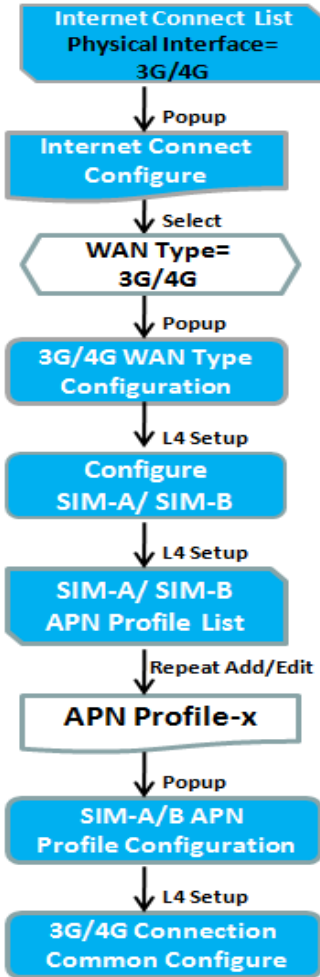 Internet Connect List
Physical Interface=
3G/4G
Popup
Internet Connect
Configure
Select
WAN Type=
3G/4G
Popup
3G/4G WAN Type
Configuration
L4 Setup
Configure
SIM-A/ SIM-B
L4 Setup
SIM-A/ SIM-B
APN Profile List
Repeat Add/Edit
APN Profile-x
Popup
SIM-A/B APN
Profile Configuration
L4 Setup
3G/4G Connection
Common Configure